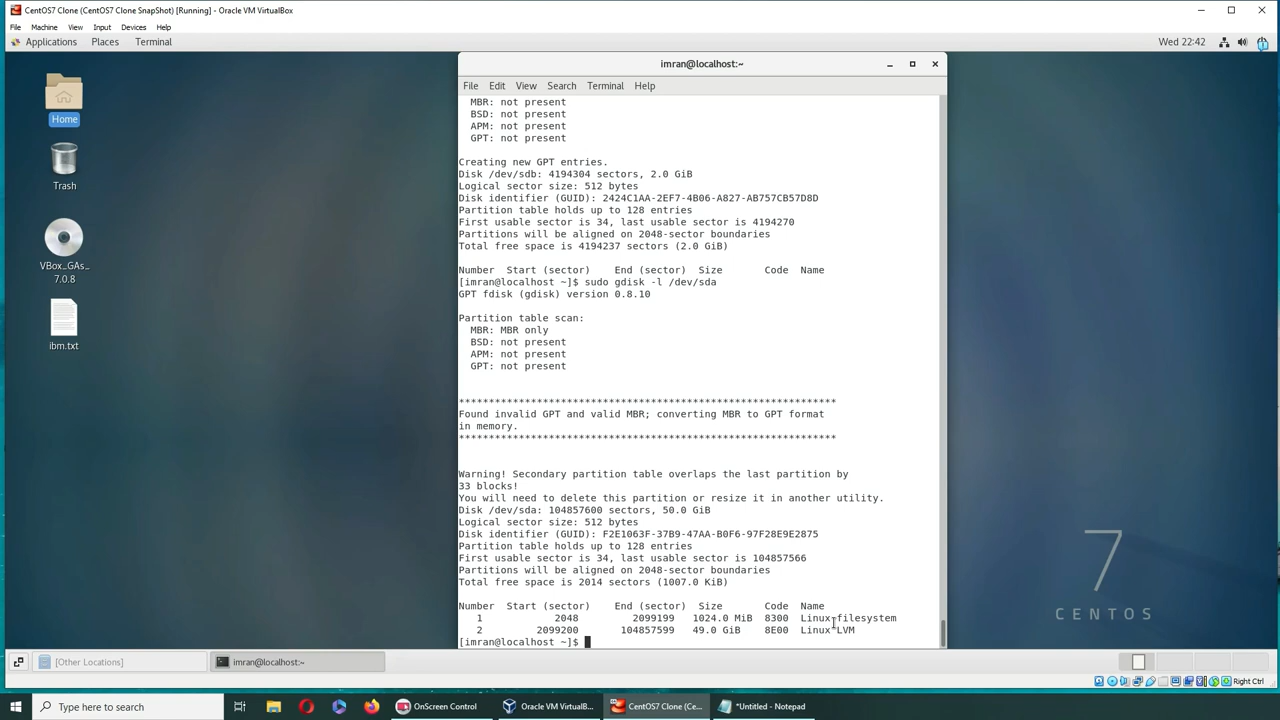 CentOS7 Clone (CentOS Clone SnapShot) [Running] - Oracle VM VirtualBox
File Machine View Input Devices Help
Applications Places Terminal
Wed 22:42
Home
Trash
VBox_GAs_
7.0.8
ibm.txt
imran@localhost:~
File Edit View Search Terminal Help
MBR: not present
BSD: not present
APM: not present
GPT: not present
Creating new GPT entries.
Disk /dev/sdb: 4194304 sectors, 2.0 GiB
Logical sector size: 512 bytes
Disk identifier (GUID): 2424C1AA-2EF7-4B06-A827-AB757CB57D8D
Partition table holds up to 128 entries
First usable sector is 34, last usable sector is 4194270
Partitions will be aligned on 2048-sector boundaries
Total free space is 4194237 sectors (2.0 GiB)
Number Start (sector) End (sector) Size Code Name
[imran@localhost ~]$ sudo gdisk -l /dev/sda
GPT fdisk (gdisk) version 0.8.10
Partition table scan:
MBR: MBR only
BSD: not present
APM: not present
GPT: not present
***************************************************************
Found invalid GPT and valid MBR; converting MBR to GPT format
in memory.
***************************************************************
Warning! Secondary partition table overlaps the last partition by
33 blocks!
You will need to delete this partition or resize it in another utility.
Disk /dev/sda: 104857600 sectors, 50.0 GiB
Logical sector size: 512 bytes
Disk identifier (GUID): F2E1063F-37B9-47AA-B0F6-97F28E9E2875
Partition table holds up to 128 entries
First usable sector is 34, last usable sector is 104857566
Partitions will be aligned on 2048-sector boundaries
Total free space is 2014 sectors (1007.0 KiB)
Number Start (sector) End (sector) Size Code Name
1 2048 2099199 1024.0 MiB 8300 Linux filesystem
2 2099200 104857599 49.0 GiB 8E00 Linux LVM
[imran@localhost ~]$
7
CENTOS
[Other Locations]
imran@localhost:~
Right Ctrl
Type here to search
OnScreen Control
Oracle VM VirtualB...
CentOS7 Clone (Ce...
*Untitled - Notepad